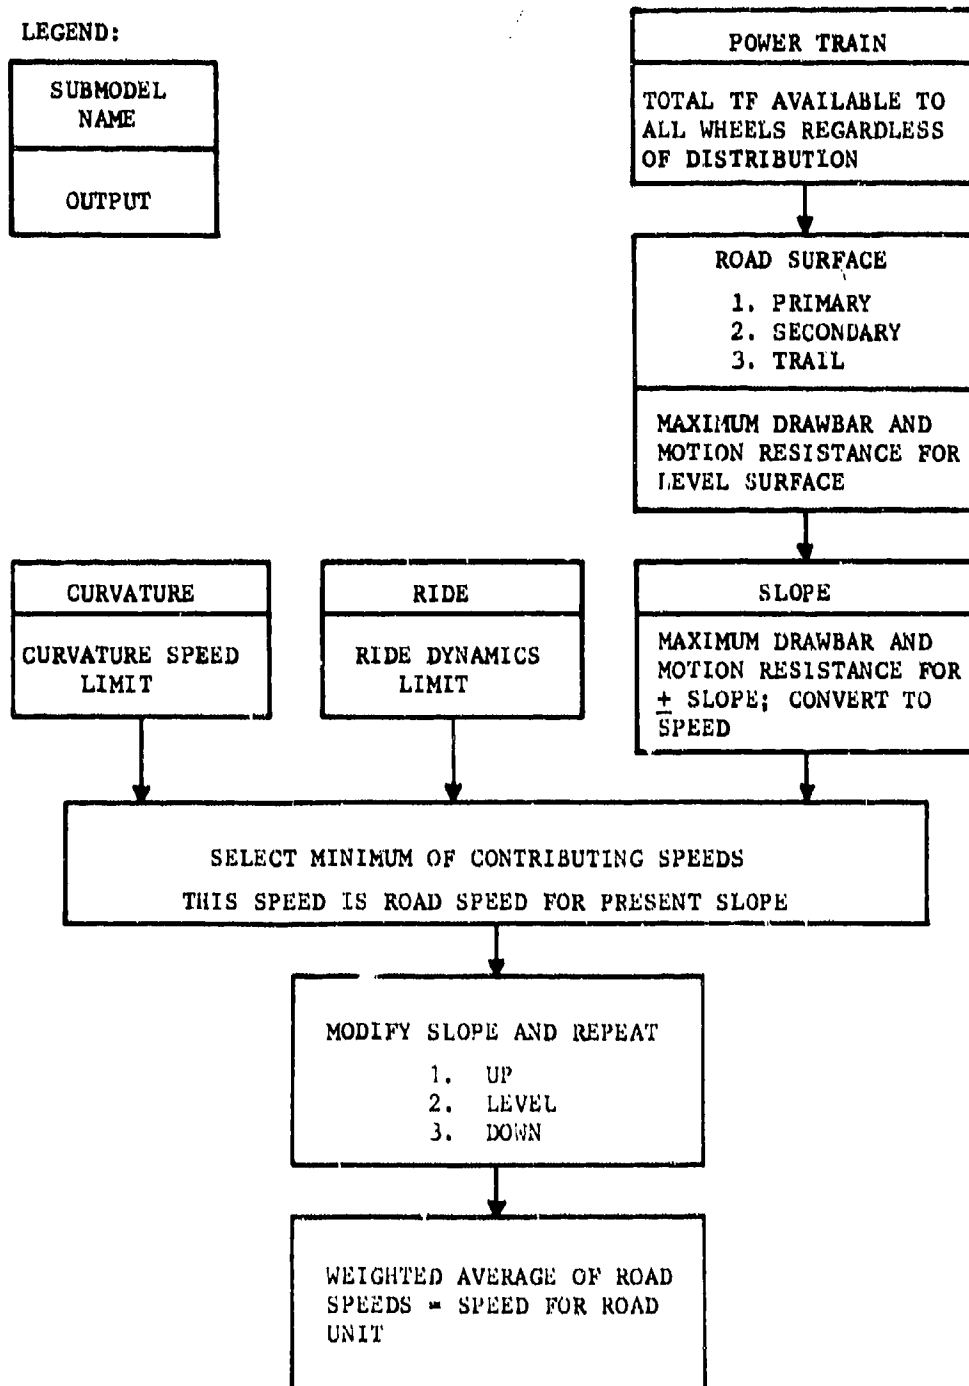 LEGEND:
SUBMODEL
NAME
OUTPUT
POWER TRAIN
TOTAL TF AVAILABLE TO
ALL WHEELS REGARDLESS
OF DISTRIBUTION
ROAD SURFACE
1. PRIMARY
2. SECONDARY
3. TRAIL
MAXIMUM DRAWBAR AND
MOTION RESISTANCE FOR
LEVEL SURFACE
CURVATURE
CURVATURE SPEED
LIMIT
RIDE
RIDE DYNAMICS
LIMIT
SLOPE
MAXIMUM DRAWBAR AND
MOTION RESISTANCE FOR
± SLOPE; CONVERT TO
SPEED
SELECT MINIMUM OF CONTRIBUTING SPEEDS
THIS SPEED IS ROAD SPEED FOR PRESENT SLOPE
MODIFY SLOPE AND REPEAT
1. UP
2. LEVEL
3. DOWN
WEIGHTED AVERAGE OF ROAD
SPEEDS = SPEED FOR ROAD
UNIT